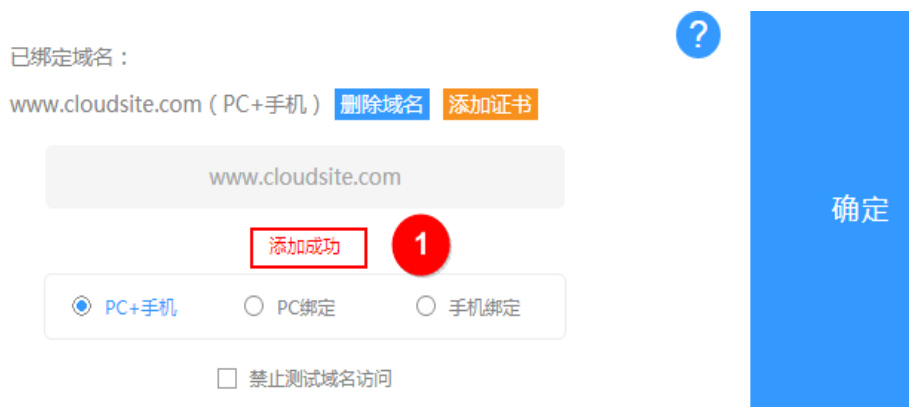 ?
已绑定域名：
www.cloudsite.com（PC+手机） 删除域名 添加证书
www.cloudsite.com
确定
添加成功 1
PC+手机 PC绑定 手机绑定
禁止测试域名访问